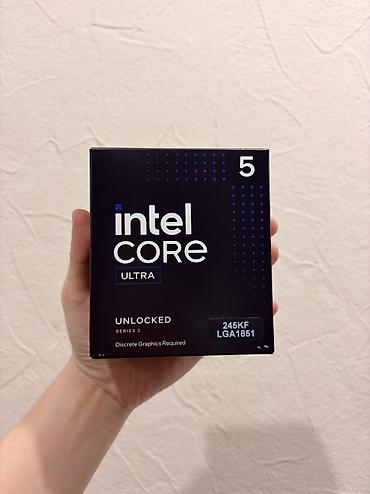 5
intel
CORE
ULTRA
UNLOCKED
SERIES 2
Discrete Graphics Required
245KF
LGA1851